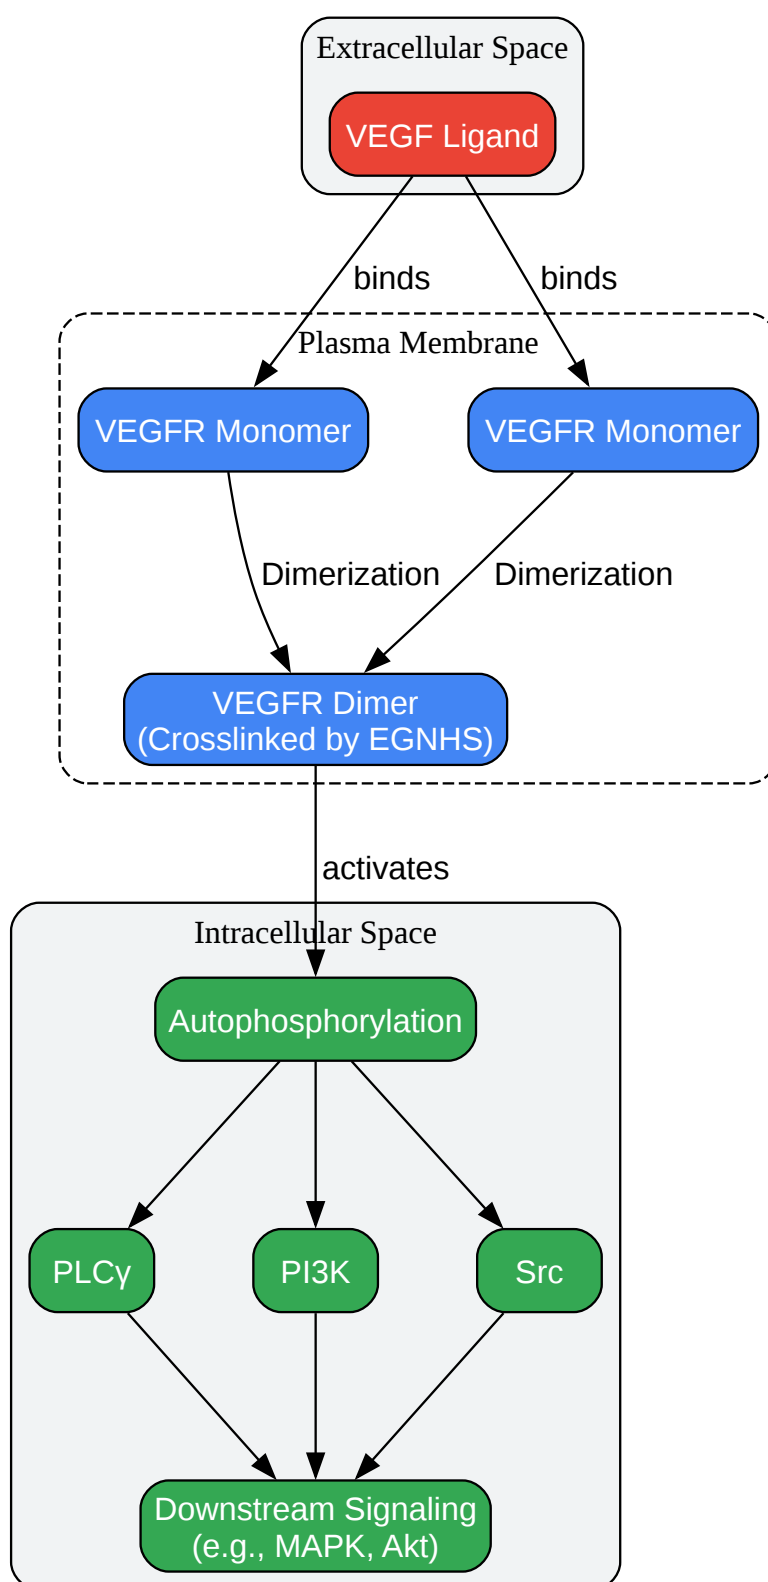 Extracellular Space
VEGF Ligand
binds
binds
Plasma Membrane
VEGFR Monomer
VEGFR Monomer
Dimerization
Dimerization
VEGFR Dimer
(Crosslinked by EGNHS)
activates
Intracellular Space
Autophosphorylation
PLCγ
PI3K
Src
Downstream Signaling
(e.g., MAPK, Akt)